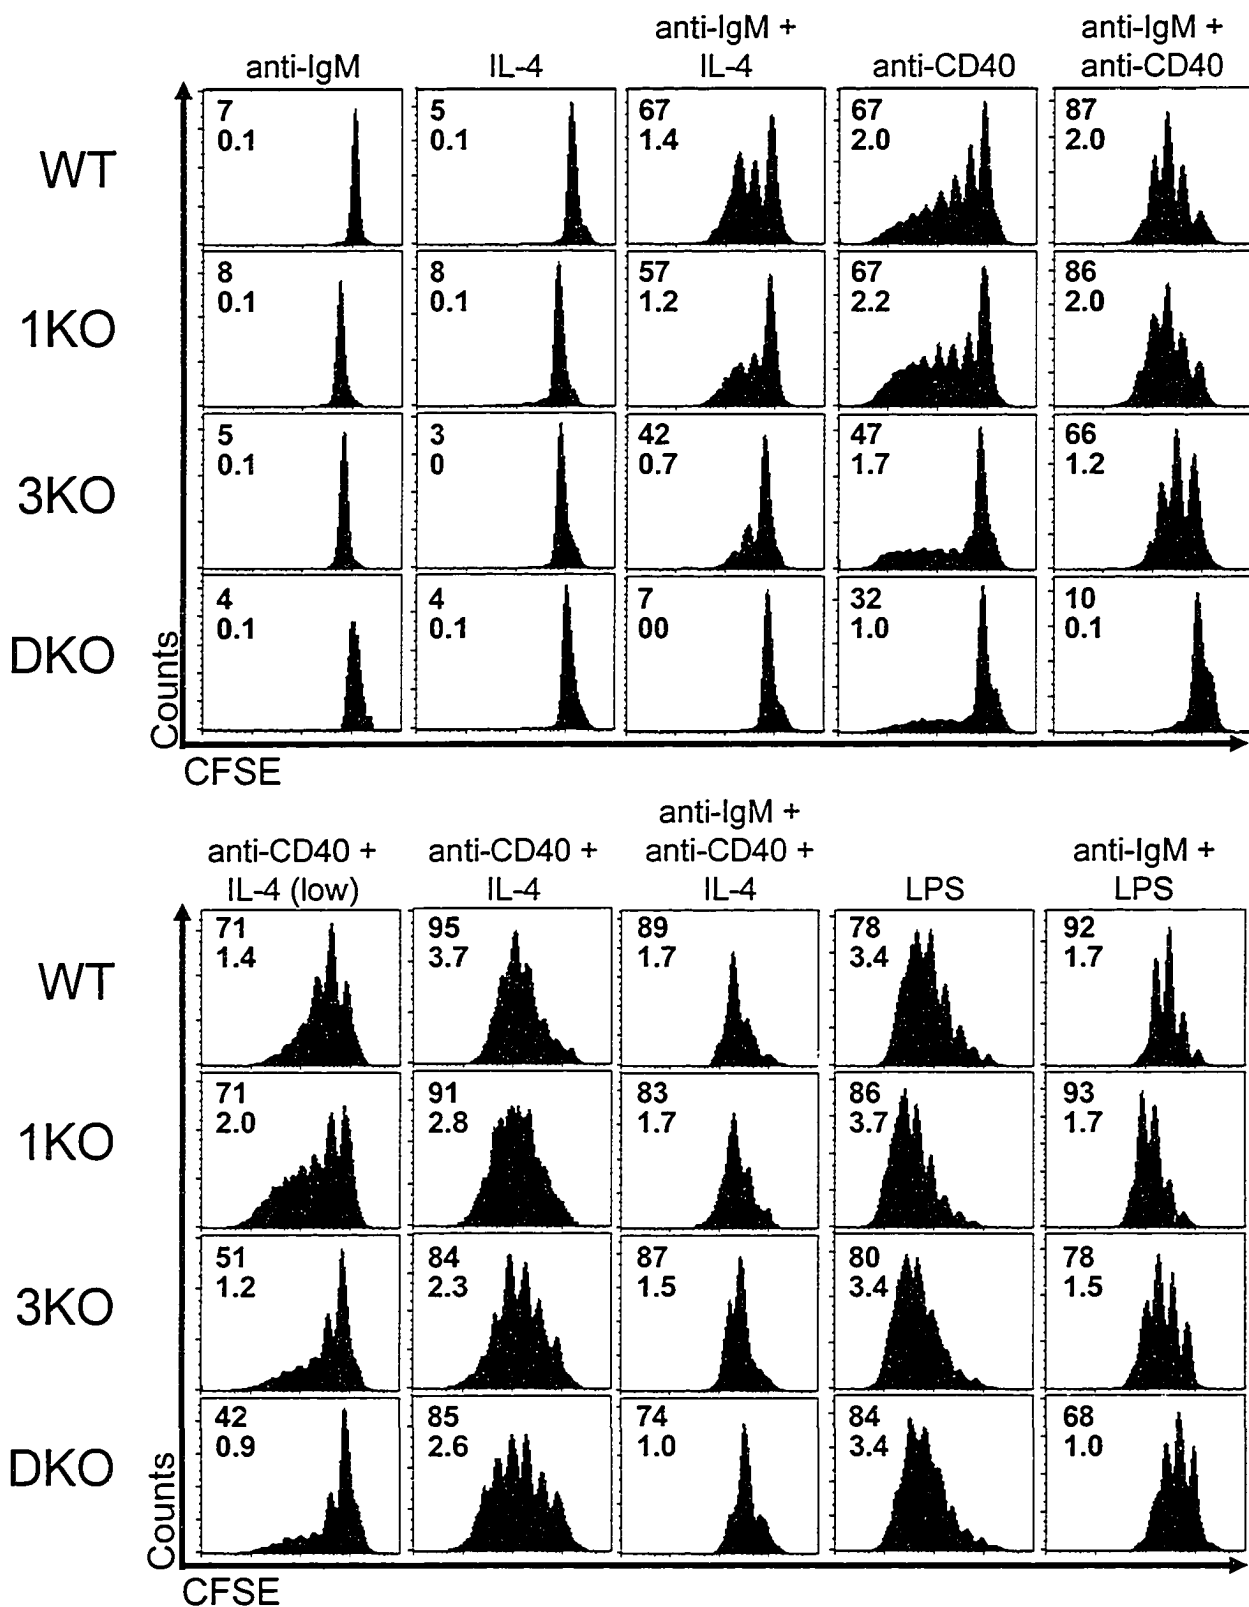 anti-IgM
IL-4
anti-IgM +
IL-4
anti-CD40
anti-IgM +
anti-CD40
WT
7
0.1
5
0.1
67
1.4
67
2.0
87
2.0
1KO
8
0.1
8
0.1
57
1.2
67
2.2
86
2.0
3KO
5
0.1
3
0
42
0.7
47
1.7
66
1.2
DKO
4
0.1
4
0.1
7
00
32
1.0
10
0.1
Counts
CFSE
anti-CD40 +
IL-4 (low)
anti-CD40 +
IL-4
anti-IgM +
anti-CD40 +
IL-4
LPS
anti-IgM +
LPS
WT
71
1.4
95
3.7
89
1.7
78
3.4
92
1.7
1KO
71
2.0
91
2.8
83
1.7
86
3.7
93
1.7
3KO
51
1.2
84
2.3
87
1.5
80
3.4
78
1.5
DKO
42
0.9
85
2.6
74
1.0
84
3.4
68
1.0
Counts
CFSE